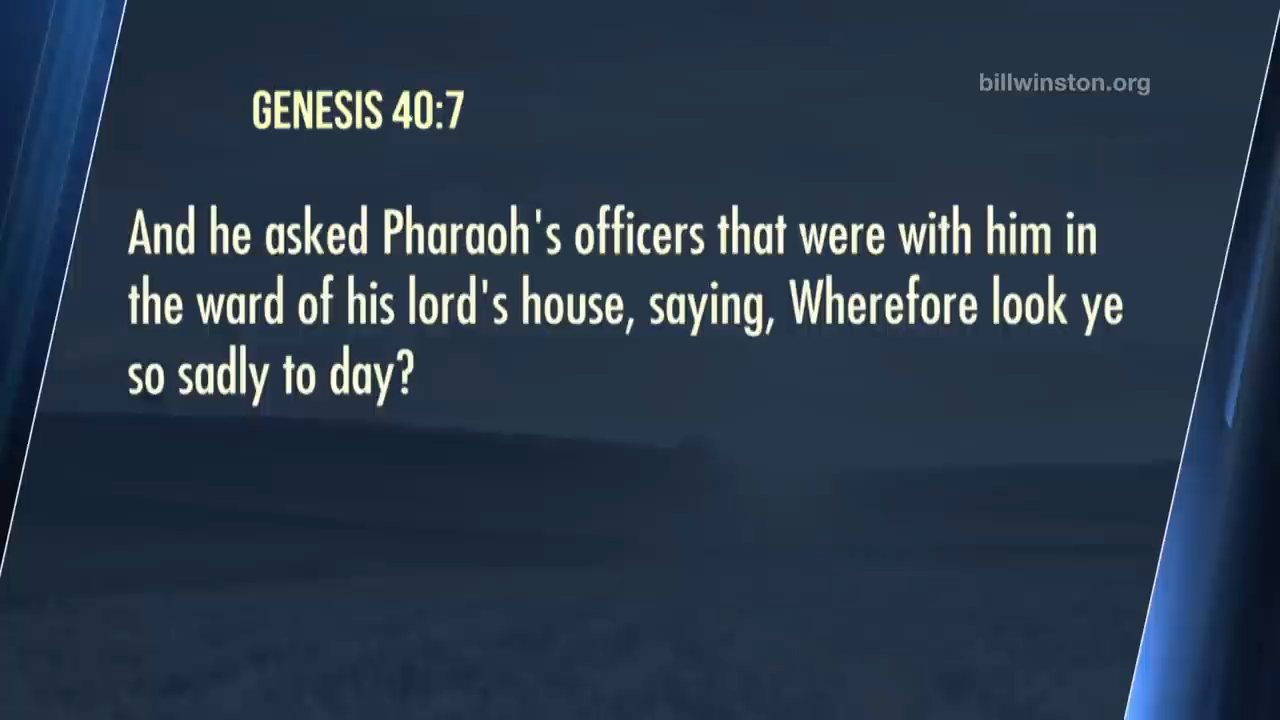 billwinston.org
GENESIS 40:7
And he asked Pharaoh's officers that were with him in
the ward of his lord's house, saying, Wherefore look ye
so sadly to day?